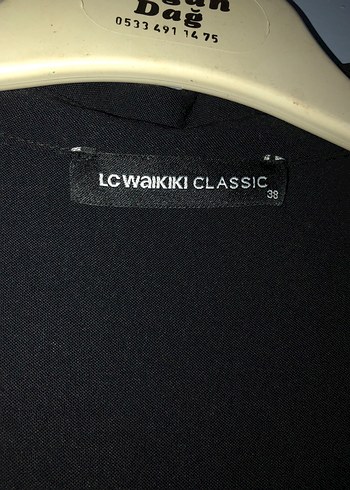 Dağ
0533 491 14 75
LC WAIKIKI CLASSIC
38